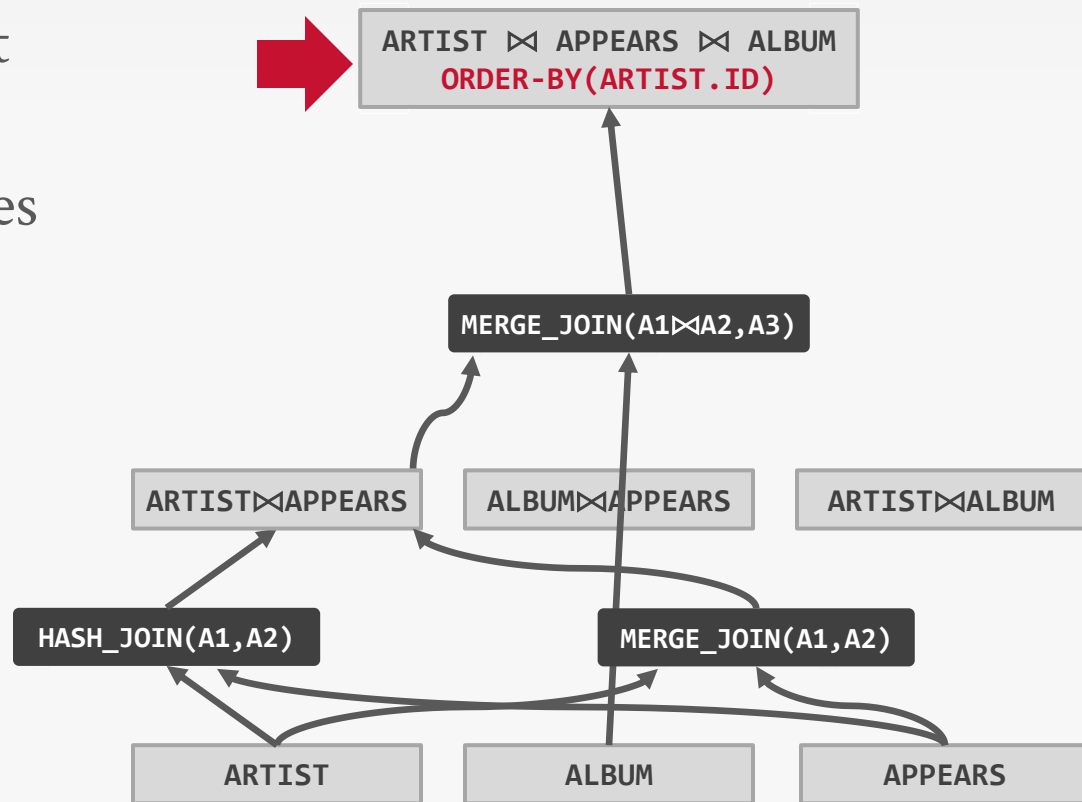 t
ARTIST ⋈ APPEARS ⋈ ALBUM
ORDER-BY(ARTIST.ID)
es
MERGE_JOIN(A1⋈A2,A3)
ARTIST⋈APPEARS
ALBUM⋈APPEARS
ARTIST⋈ALBUM
HASH_JOIN(A1,A2)
MERGE_JOIN(A1,A2)
ARTIST
ALBUM
APPEARS